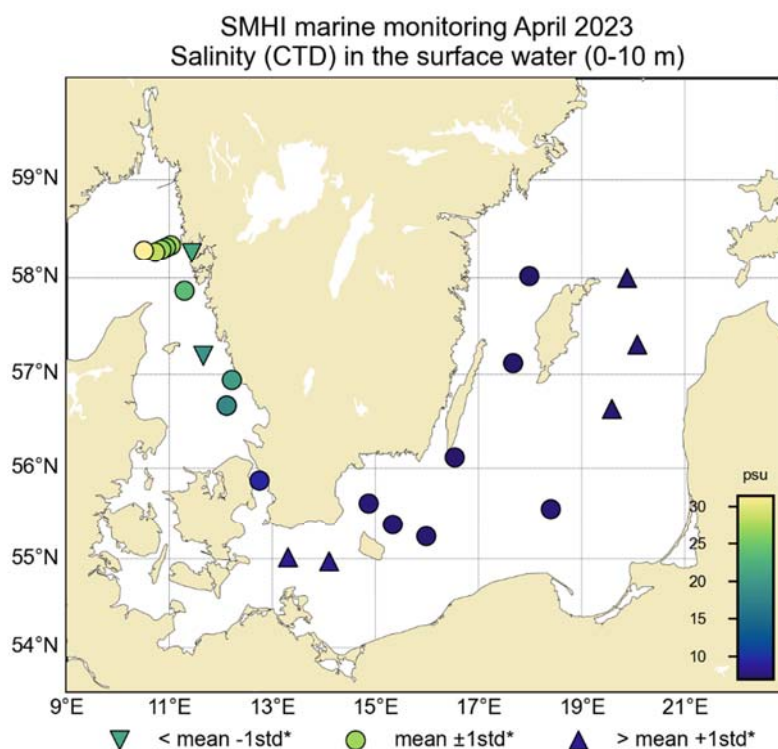 SMHI marine monitoring April 2023
Salinity (CTD) in the surface water (0-10 m)
59°N
58°N
57°N
56°N
55°N
54°N
psu
30
25
20
15
10
9°E 11°E 13°E 15°E 17°E 19°E 21°E
< mean -1std* mean ±1std* > mean +1std*